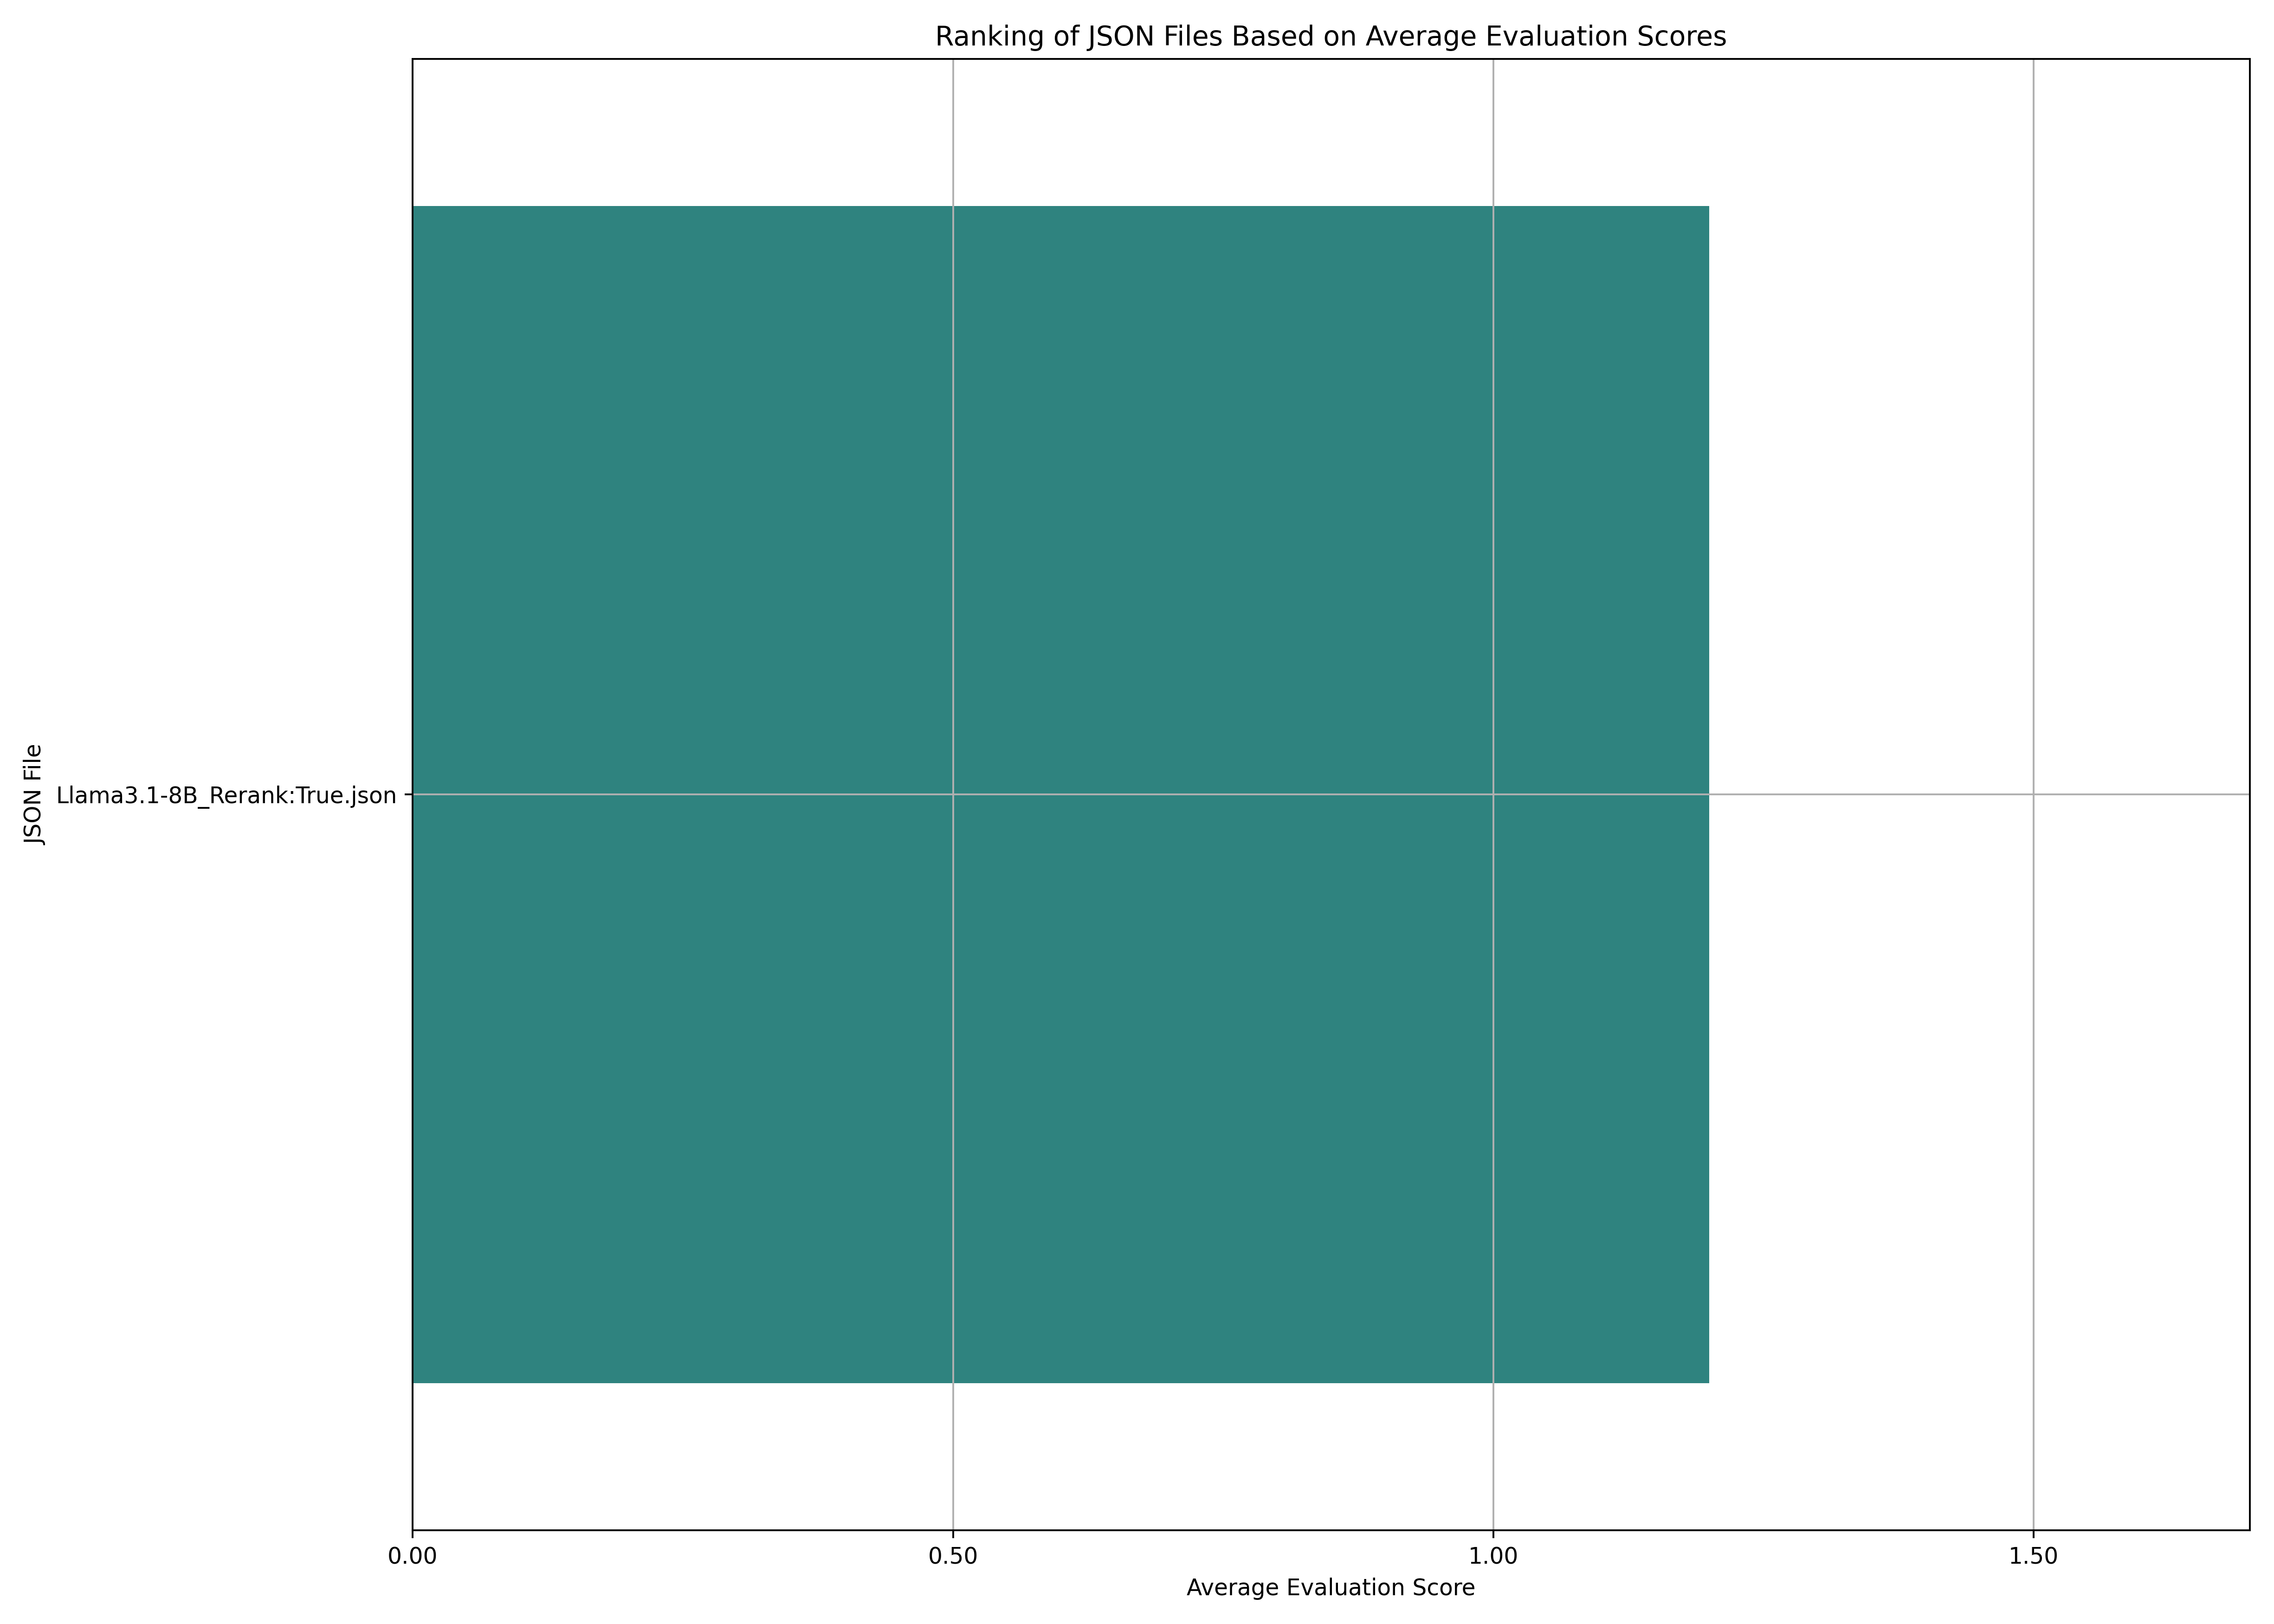 Ranking of JSON Files Based on Average Evaluation Scores
JSON File
Llama3.1-8B_Rerank:True.json
0.00
0.50
1.00
1.50
Average Evaluation Score